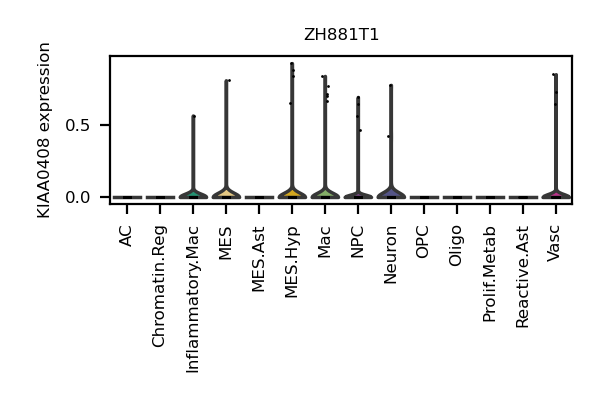 ZH881T1
KIAA0408 expression
0.5
0.0
AC
Chromatin.Reg
Inflammatory.Mac
MES
MES.Ast
MES.Hyp
Mac
NPC
Neuron
OPC
Oligo
Prolif.Metab
Reactive.Ast
Vasc